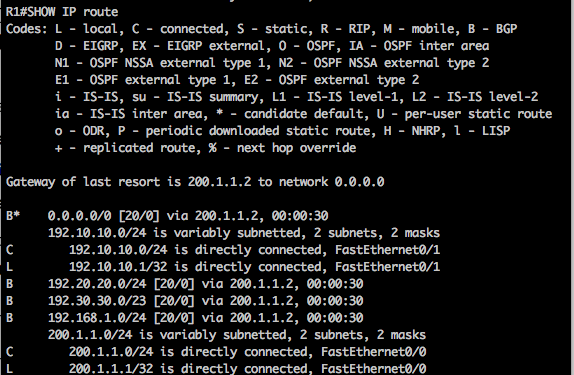 R1#SHOW IP route
Codes: L - local, C - connected, S - static, R - RIP, M - mobile, B - BGP
D - EIGRP, EX - EIGRP external, O - OSPF, IA - OSPF inter area
N1 - OSPF NSSA external type 1, N2 - OSPF NSSA external type 2
E1 - OSPF external type 1, E2 - OSPF external type 2
i - IS-IS, su - IS-IS summary, L1 - IS-IS level-1, L2 - IS-IS level-2
ia - IS-IS inter area, * - candidate default, U - per-user static route
o - ODR, P - periodic downloaded static route, H - NHRP, l - LISP
+ - replicated route, % - next hop override
Gateway of last resort is 200.1.1.2 to network 0.0.0.0
B* 0.0.0.0/0 [20/0] via 200.1.1.2, 00:00:30
192.10.10.0/24 is variably subnetted, 2 subnets, 2 masks
C 192.10.10.0/24 is directly connected, FastEthernet0/1
L 192.10.10.1/32 is directly connected, FastEthernet0/1
B 192.20.20.0/24 [20/0] via 200.1.1.2, 00:00:30
B 192.30.30.0/23 [20/0] via 200.1.1.2, 00:00:30
B 192.168.1.0/24 [20/0] via 200.1.1.2, 00:00:30
200.1.1.0/24 is variably subnetted, 2 subnets, 2 masks
C 200.1.1.0/24 is directly connected, FastEthernet0/0
L 200.1.1.1/32 is directly connected, FastEthernet0/0